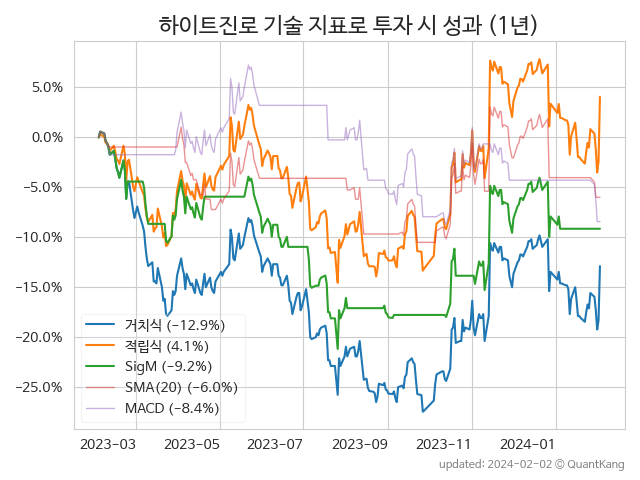 하이트진로 기술 지표로 투자 시 성과 (1년)
5.0%
0.0%
−5.0%
−10.0%
−15.0%
−20.0%
−25.0%
거치식 (−12.9%)
적립식 (4.1%)
SigM (−9.2%)
SMA(20) (−6.0%)
MACD (−8.4%)
2023-03 2023-05 2023-07 2023-09 2023-11 2024-01
updated: 2024-02-02 © QuantKang